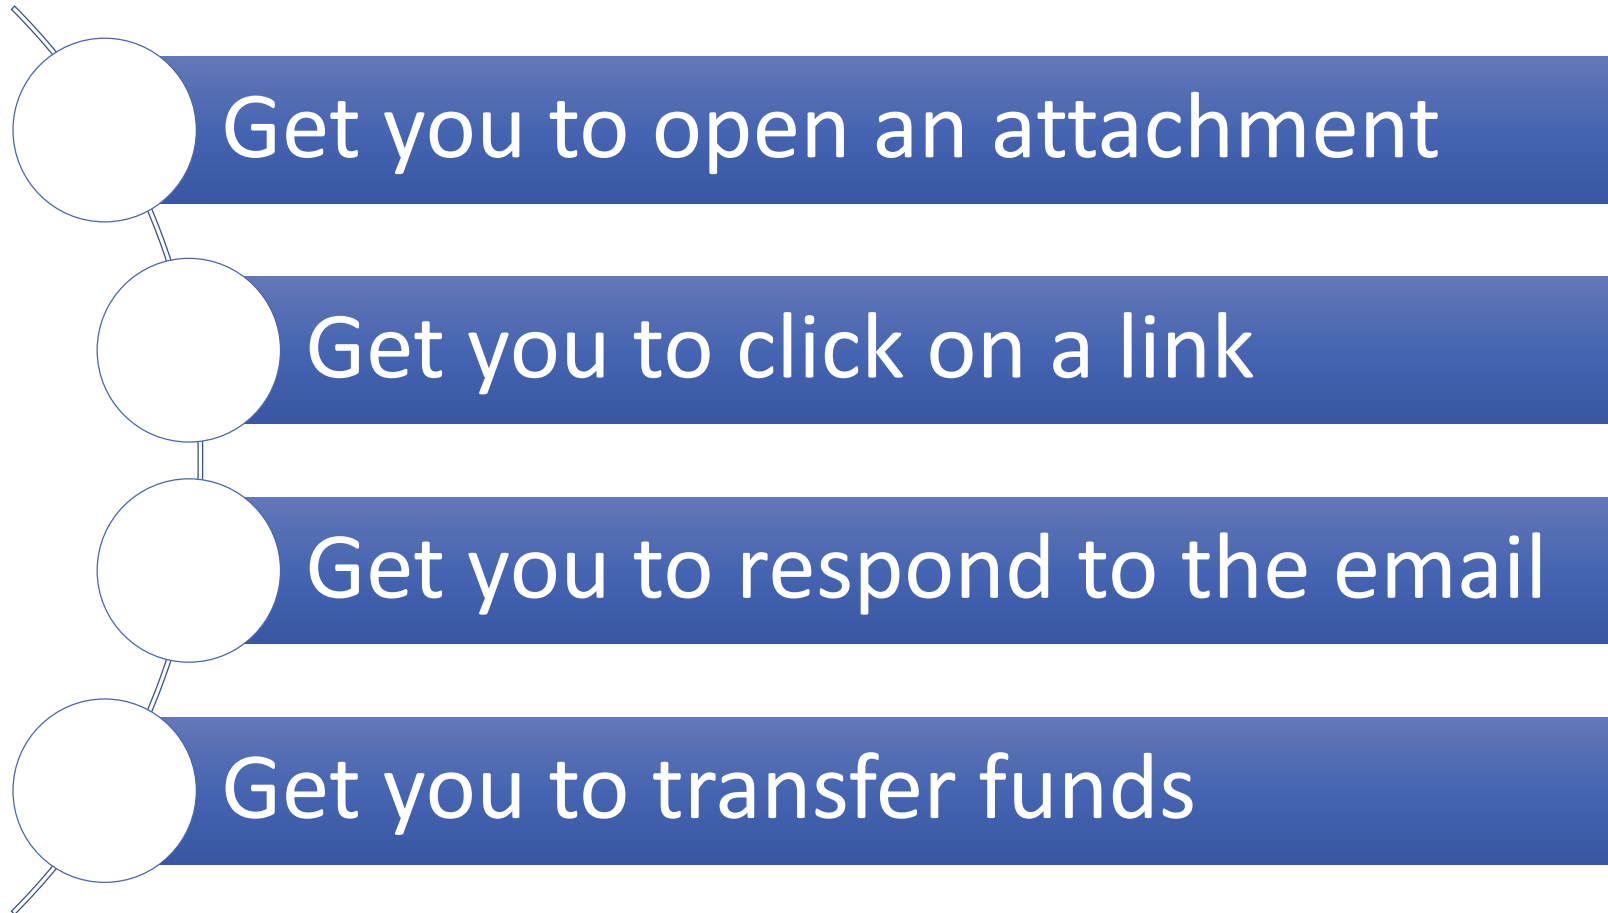 Get you to open an attachment
Get you to click on a link
Get you to respond to the email
Get you to transfer funds